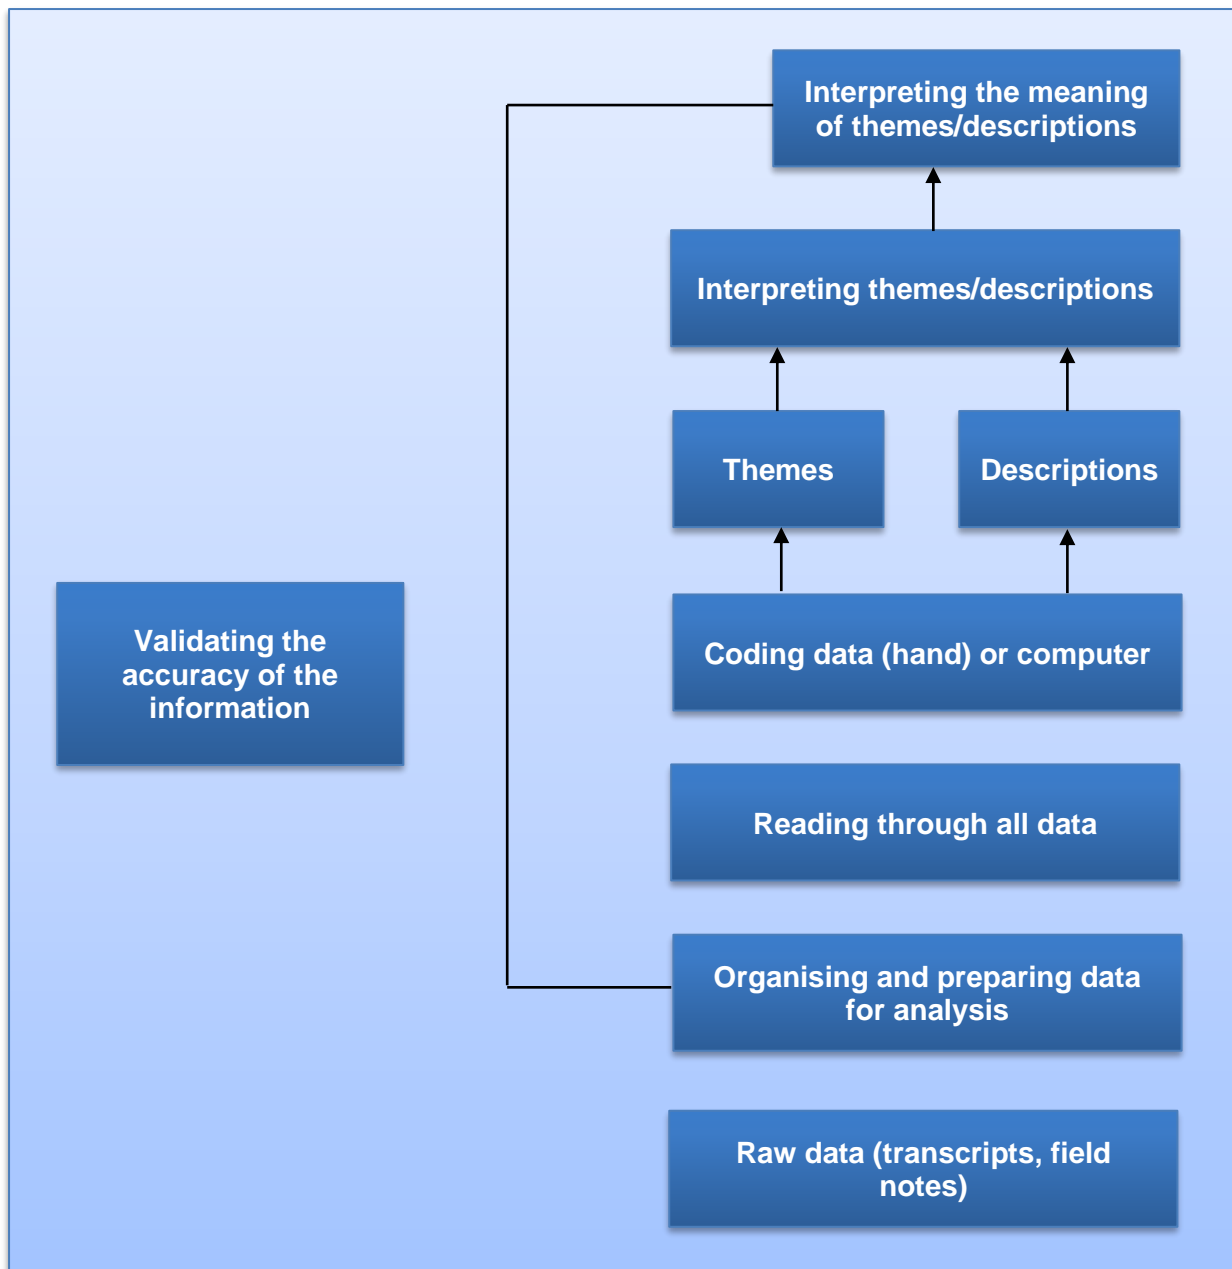 Interpreting the meaning
of themes/descriptions
Interpreting themes/descriptions
Themes
Descriptions
Validating the
accuracy of the
information
Coding data (hand) or computer
Reading through all data
Organising and preparing data
for analysis
Raw data (transcripts, field
notes)